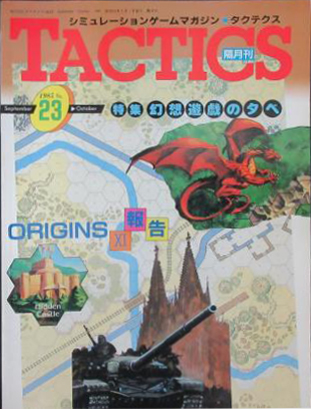 シミュレーションゲームマガジン★タクテクス
TACTICS
隔月刊
September
23
▶October
特集 幻想遊戯の夕べ
ORIGINS XI 報告
Hidden
Castle